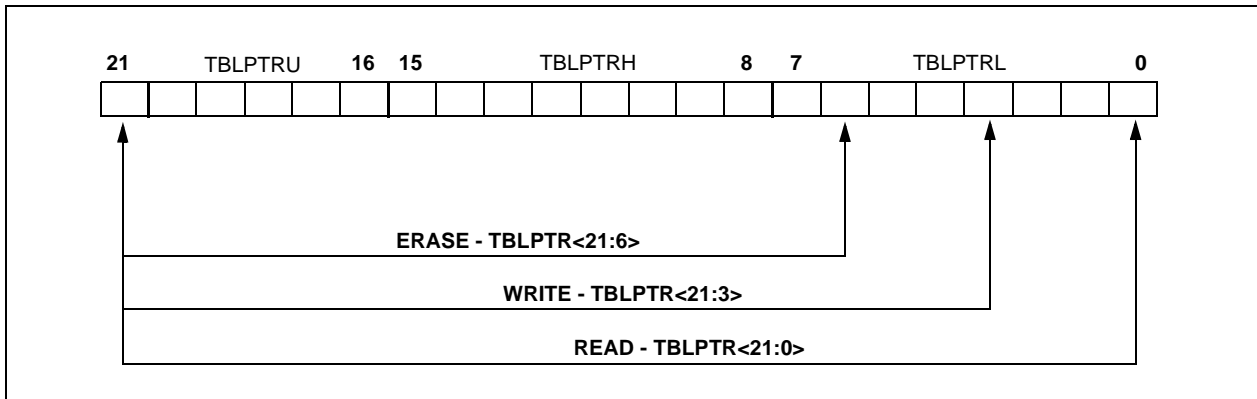 21 TBLPTRU 16 15 TBLPTRH 8 7 TBLPTRL 0
ERASE - TBLPTR<21:6>
WRITE - TBLPTR<21:3>
READ - TBLPTR<21:0>